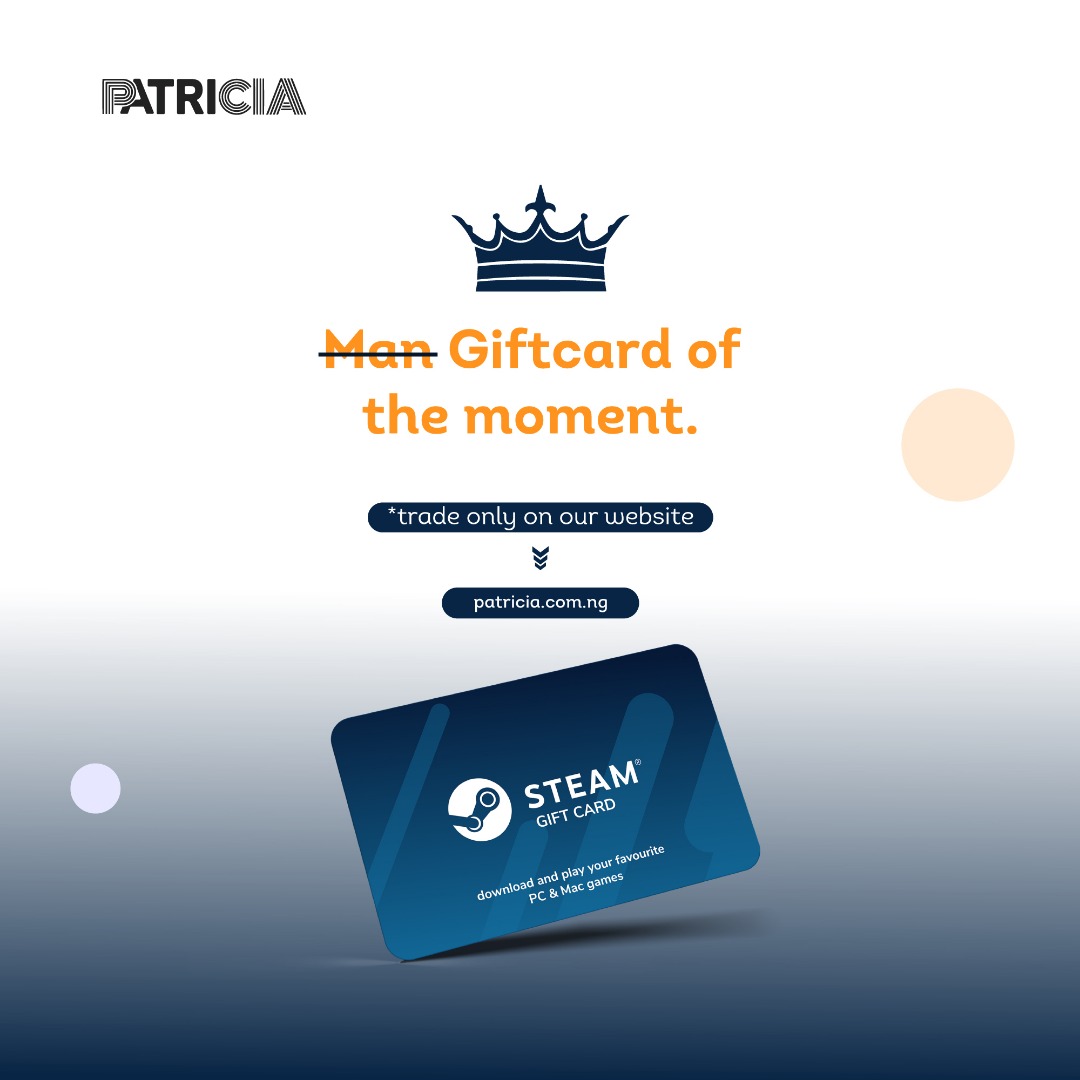 PATRICIA
Man Giftcard of
the moment.
*trade only on our website
patricia.com.ng
STEAM®
GIFT CARD
download and play your favourite
PC & Mac games